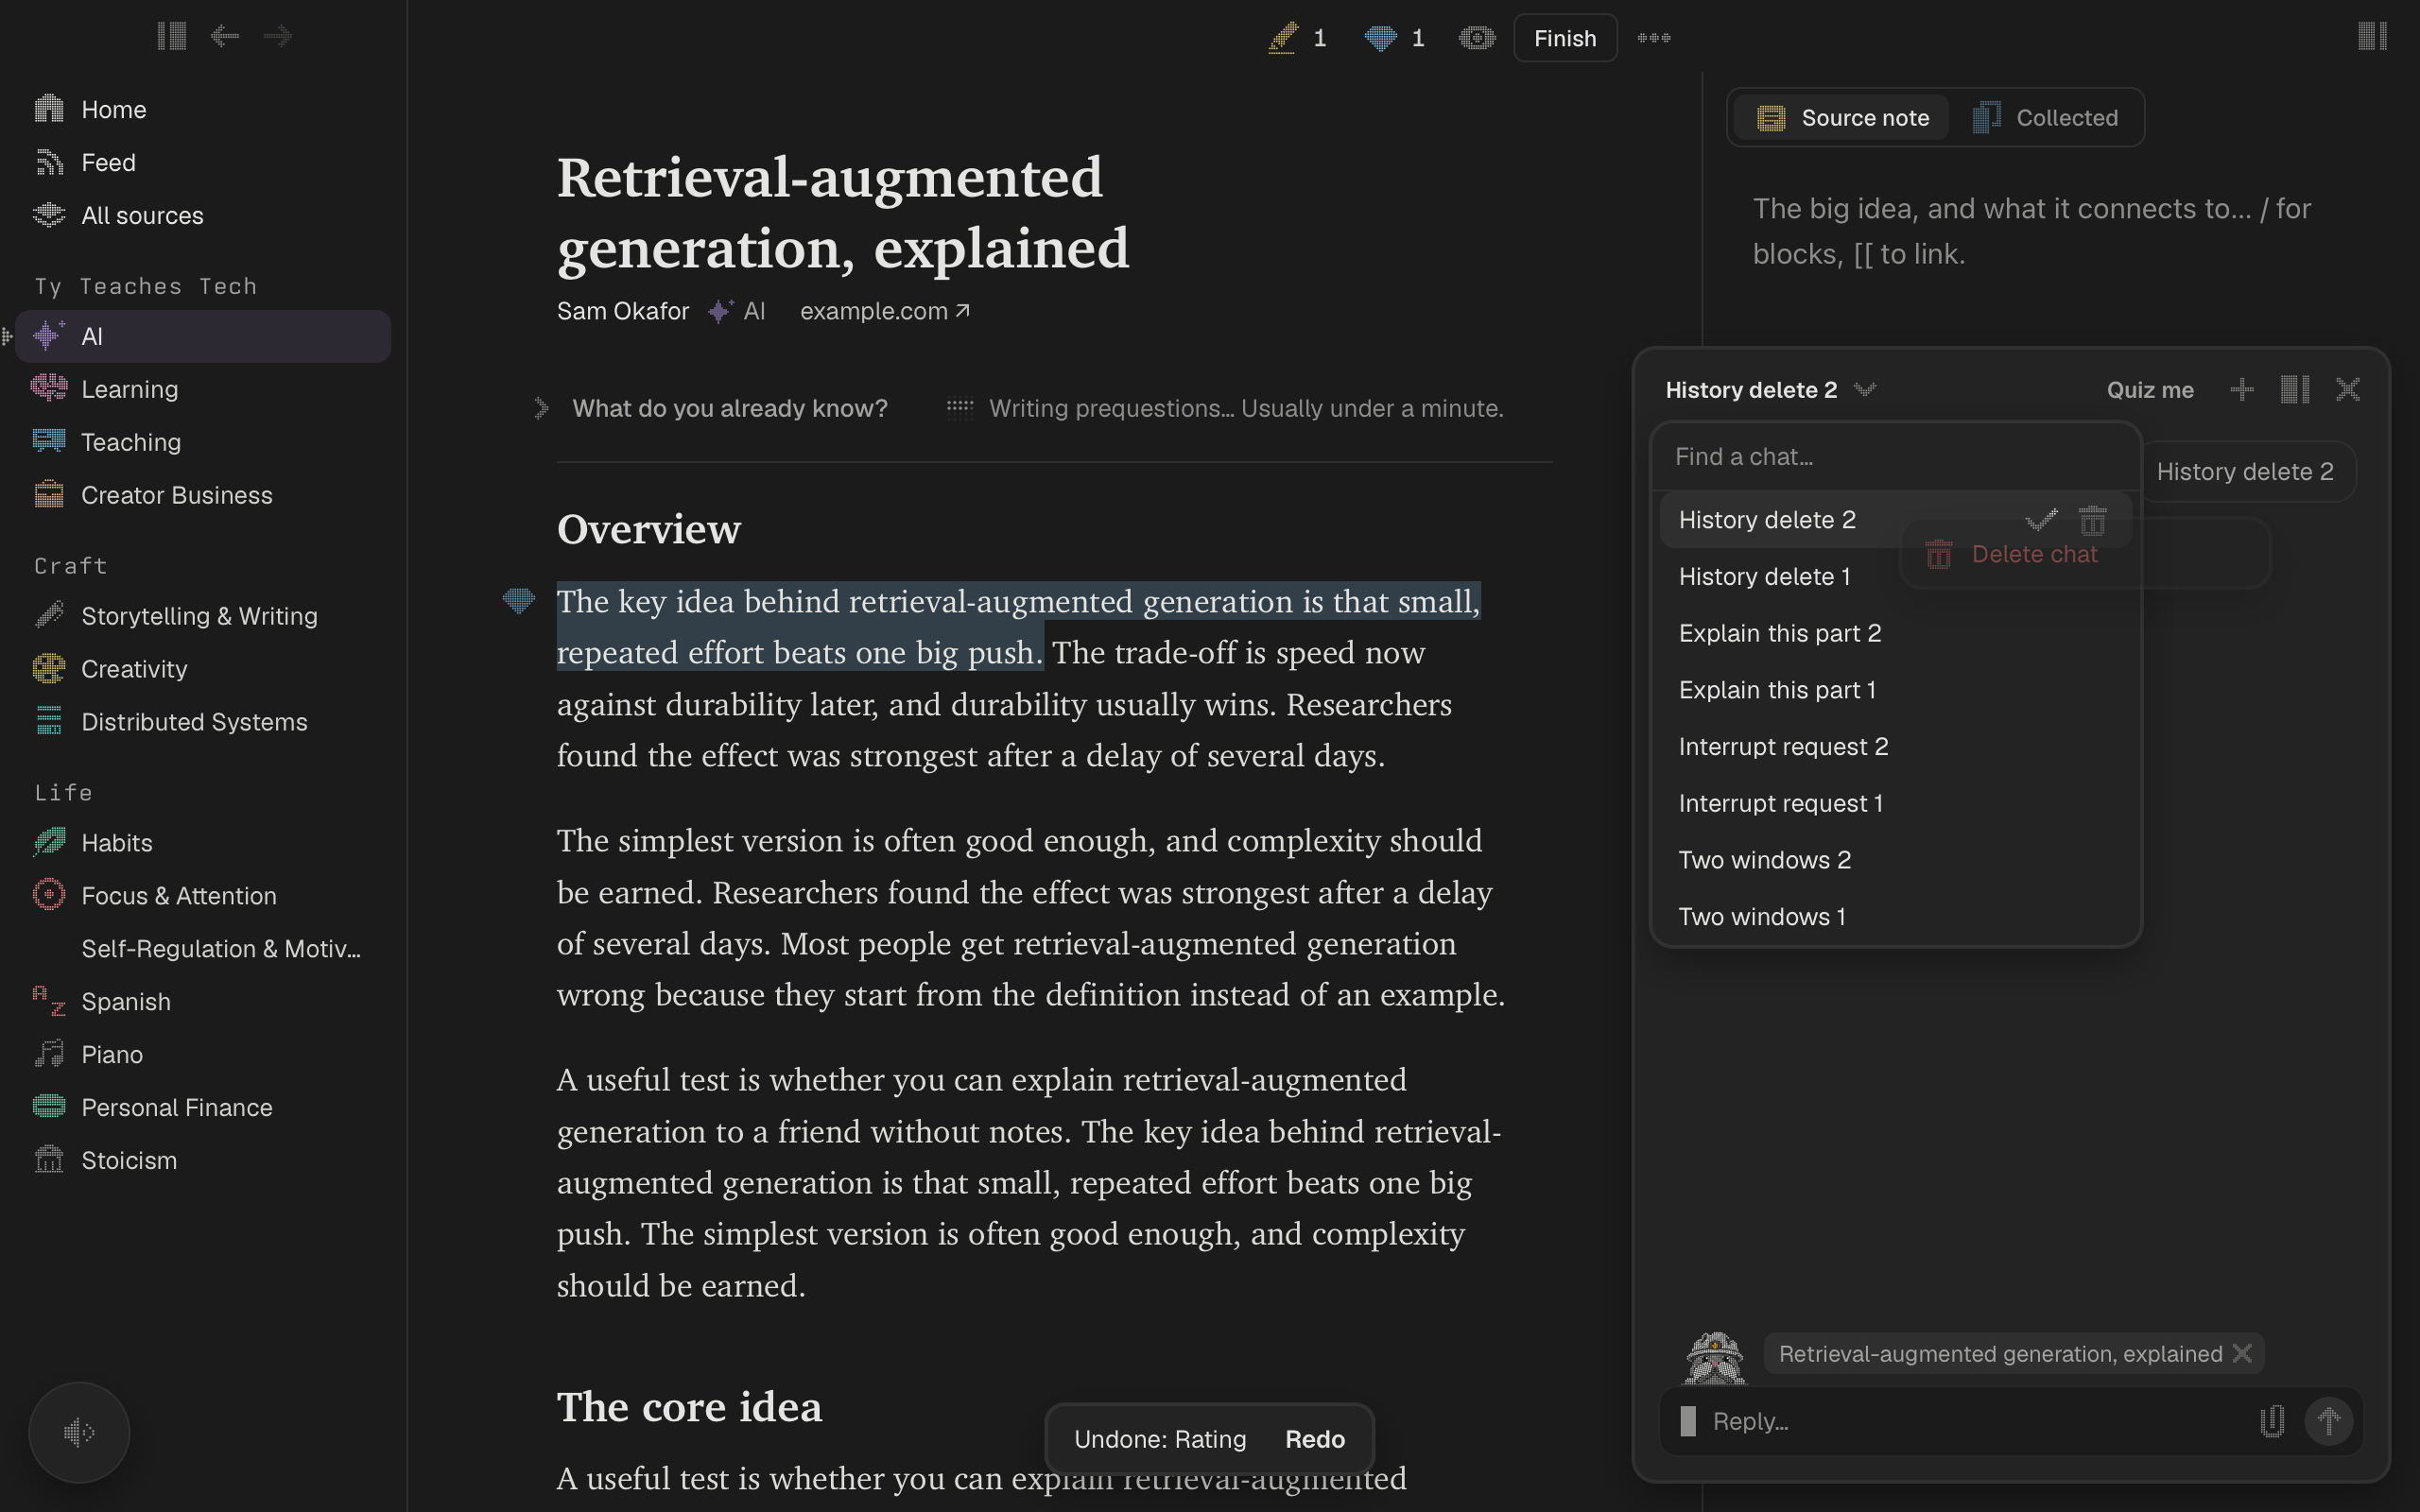 1
1
Finish
Home
Feed
All sources
Ty Teaches Tech
AI
Learning
Teaching
Creator Business
Craft
Storytelling & Writing
Creativity
Distributed Systems
Life
Habits
Focus & Attention
Self-Regulation & Motiv...
Spanish
Piano
Personal Finance
Stoicism
Retrieval-augmented
generation, explained
Sam Okafor AI example.com
What do you already know? Writing prequestions... Usually under a minute.
Overview
The key idea behind retrieval-augmented generation is that small,
repeated effort beats one big push. The trade-off is speed now
against durability later, and durability usually wins. Researchers
found the effect was strongest after a delay of several days.
The simplest version is often good enough, and complexity should
be earned. Researchers found the effect was strongest after a delay
of several days. Most people get retrieval-augmented generation
wrong because they start from the definition instead of an example.
A useful test is whether you can explain retrieval-augmented
generation to a friend without notes. The key idea behind retrieval-
augmented generation is that small, repeated effort beats one big
push. The simplest version is often good enough, and complexity
should be earned.
The core idea
A useful test is whether you can explain retrieval-augmented
Undone: Rating Redo
Source note Collected
The big idea, and what it connects to... / for
blocks, [[ to link.
History delete 2 Quiz me
Find a chat...
History delete 2
History delete 2
Delete chat
History delete 1
Explain this part 2
Explain this part 1
Interrupt request 2
Interrupt request 1
Two windows 2
Two windows 1
Retrieval-augmented generation, explained
Reply...